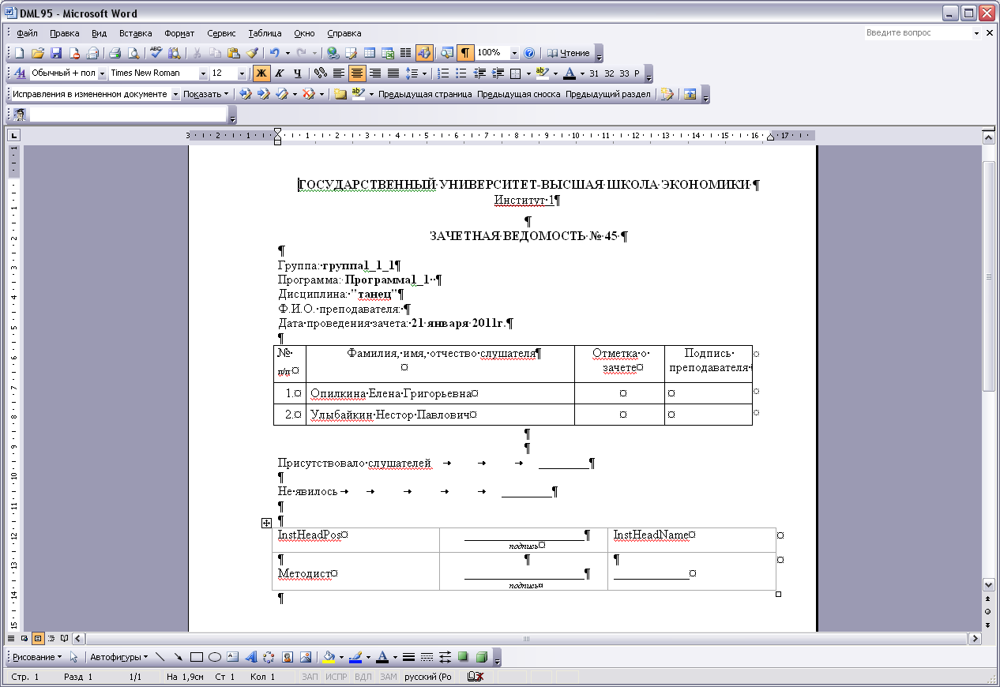 DML95 - Microsoft Word
Файл Правка Вид Вставка Формат Сервис Таблица Окно Справка
Введите вопрос
100%
Чтение
Обычный + пол
Times New Roman
12
Ж К Ч
З1 З2 З3 Р
Исправления в измененном документе
Показать
Предыдущая страница Предыдущая сноска Предыдущий раздел
3 2 1 1 2 3 4 5 6 7 8 9 10 11 12 13 14 15 16 17
ГОСУДАРСТВЕННЫЙ УНИВЕРСИТЕТ-ВЫСШАЯ ШКОЛА ЭКОНОМИКИ ¶
Институт 1¶
¶
ЗАЧЕТНАЯ ВЕДОМОСТЬ № 45 ¶
¶
Группа: группа1_1_1¶
Программа: Программа1_1 ¶
Дисциплина: "танец"¶
Ф.И.О. преподавателя: ¶
Дата проведения зачета: 21 января 2011г.¶
¶
№ п/п¤ Фамилия, имя, отчество слушателя¶ ¤ Отметка о зачете¤ Подпись преподавателя ¤
1.¤ Опилкина Елена Григорьевна¤ ¤ ¤ ¤
2.¤ Улыбайкин Нестор Павлович¤ ¤ ¤ ¤
¶
¶
Присутствовало слушателей → → → ________¶
¶
Не явилось → → → → → ________¶
¶
¶
InstHeadPos¤ ___________________¶ InstHeadName¤ ¤
подпись¤
¶ ¶ ¶ ¤
Методист¤ ___________________¶ ____________¤
подпись¤
¶
Рисование
Автофигуры
Стр. 1 Разд 1 1/1 На 1,9см Ст 1 Кол 1 ЗАП ИСПР ВДЛ ЗАМ русский (Ро